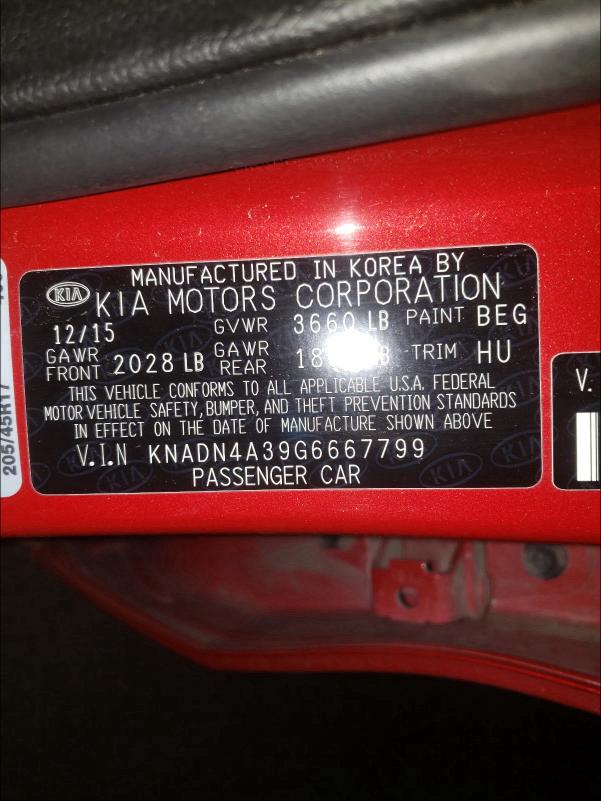 MANUFACTURED IN KOREA BY
KIA KIA MOTORS CORPORATION
12/15 GVWR 3660 LB PAINT BEG
GAWR FRONT 2028 LB GAWR REAR TRIM HU
THIS VEHICLE CONFORMS TO ALL APPLICABLE U.S.A. FEDERAL
MOTOR VEHICLE SAFETY, BUMPER, AND THEFT PREVENTION STANDARDS
IN EFFECT ON THE DATE OF MANUFACTURE SHOWN ABOVE
V.I.N KNADN4A39G6667799
PASSENGER CAR
205/45R17
V.